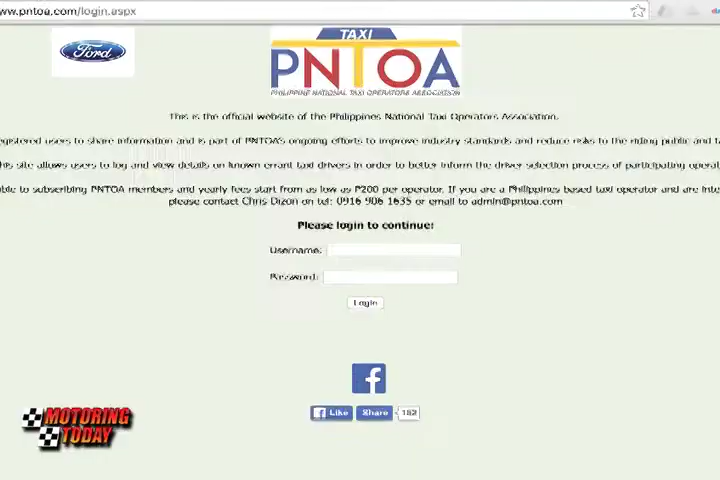 ww.pntoa.com/login.aspx
Ford
TAXI
PNTOA
PHILIPPINE NATIONAL TAXI OPERATORS ASSOCIATION
This is the official website of the Philippines National Taxi Operators Association.
egistered users to share information and is part of PNTOA's ongoing efforts to improve industry standards and reduce risks to the riding public and ta
his site allows users to log and view details on known errant taxi drivers in order to better inform the driver selection process of participating operat
ble to subscribing PNTOA members and yearly fees start from as low as P200 per operator. If you are a Philippines based taxi operator and are inte
please contact Chris Dizon on tel: 0916 906 1635 or email to admin@pntoa.com
Please login to continue:
Username:
Password:
Login
Like Share 182
MOTORING
TODAY